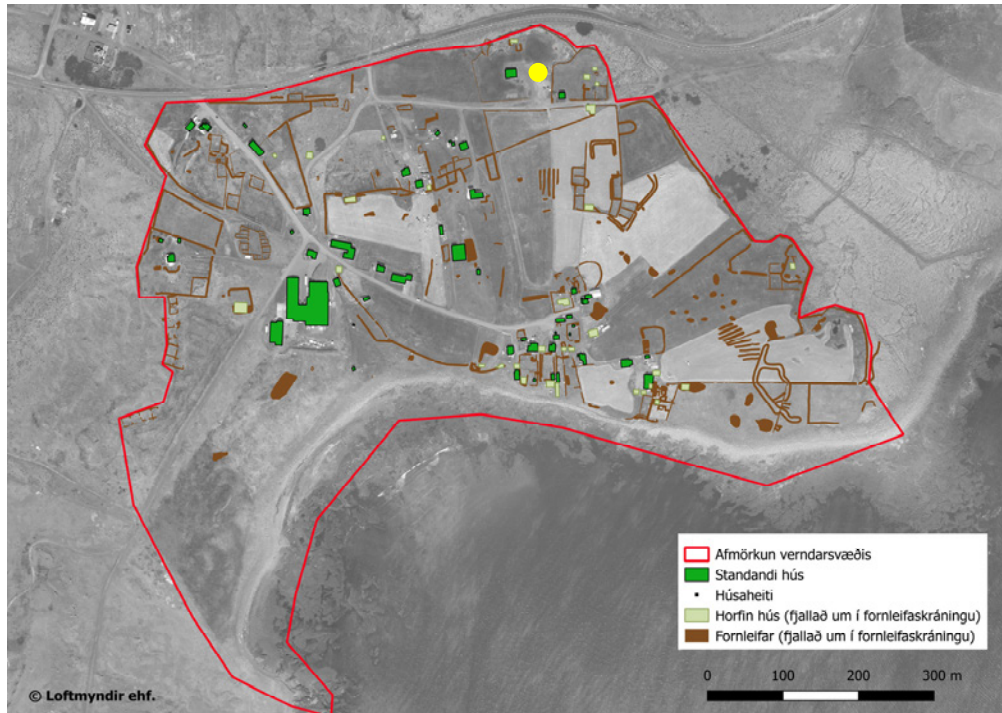 Afmörkun verndarsvæðis
Standandi hús
Húsaheiti
Horfin hús (fjallað um í fornleifaskráningu)
Fornleifar (fjallað um í fornleifaskráningu)
0 100 200 300 m
© Loftmyndir ehf.